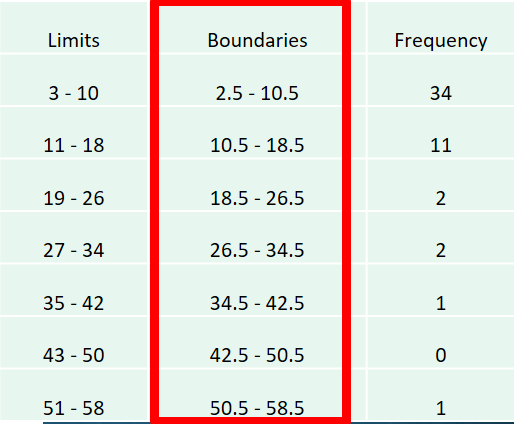 Limits Boundaries Frequency
3 - 10 2.5 - 10.5 34
11 - 18 10.5 - 18.5 11
19 - 26 18.5 - 26.5 2
27 - 34 26.5 - 34.5 2
35 - 42 34.5 - 42.5 1
43 - 50 42.5 - 50.5 0
51 - 58 50.5 - 58.5 1